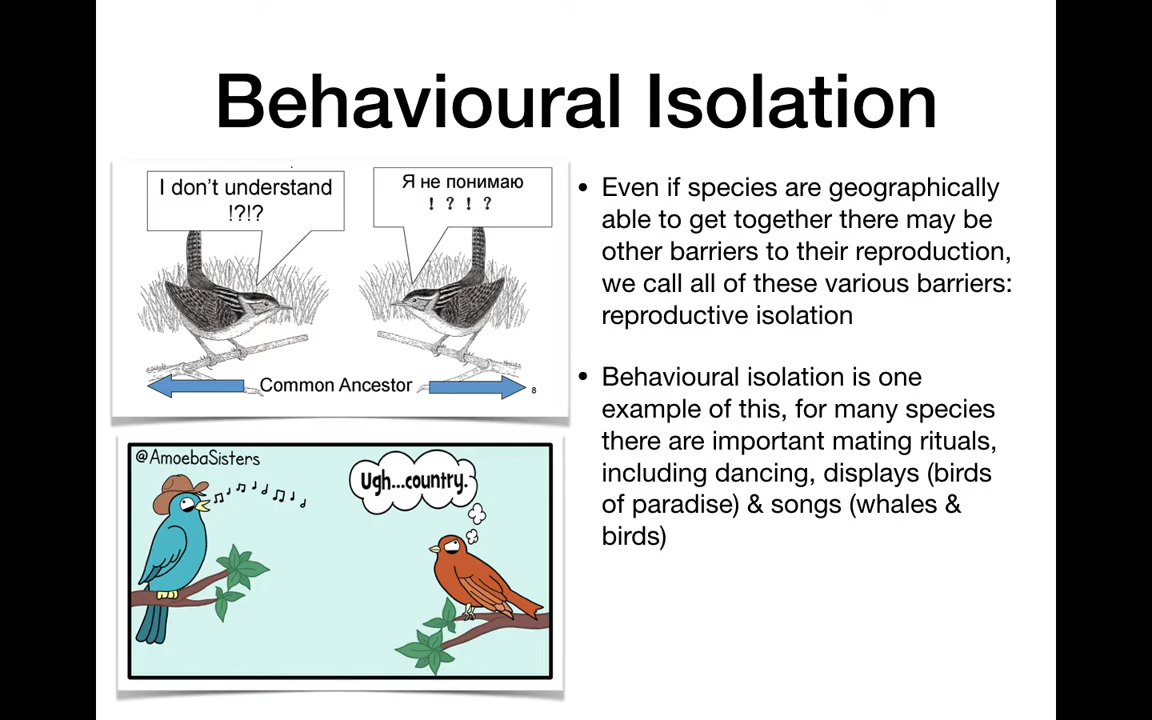 Behavioural Isolation
I don't understand
!?!?
Я не понимаю
! ? ! ?
Common Ancestor
8
@AmoebaSisters
Ugh...country.
• Even if species are geographically
able to get together there may be
other barriers to their reproduction,
we call all of these various barriers:
reproductive isolation
• Behavioural isolation is one
example of this, for many species
there are important mating rituals,
including dancing, displays (birds
of paradise) & songs (whales &
birds)